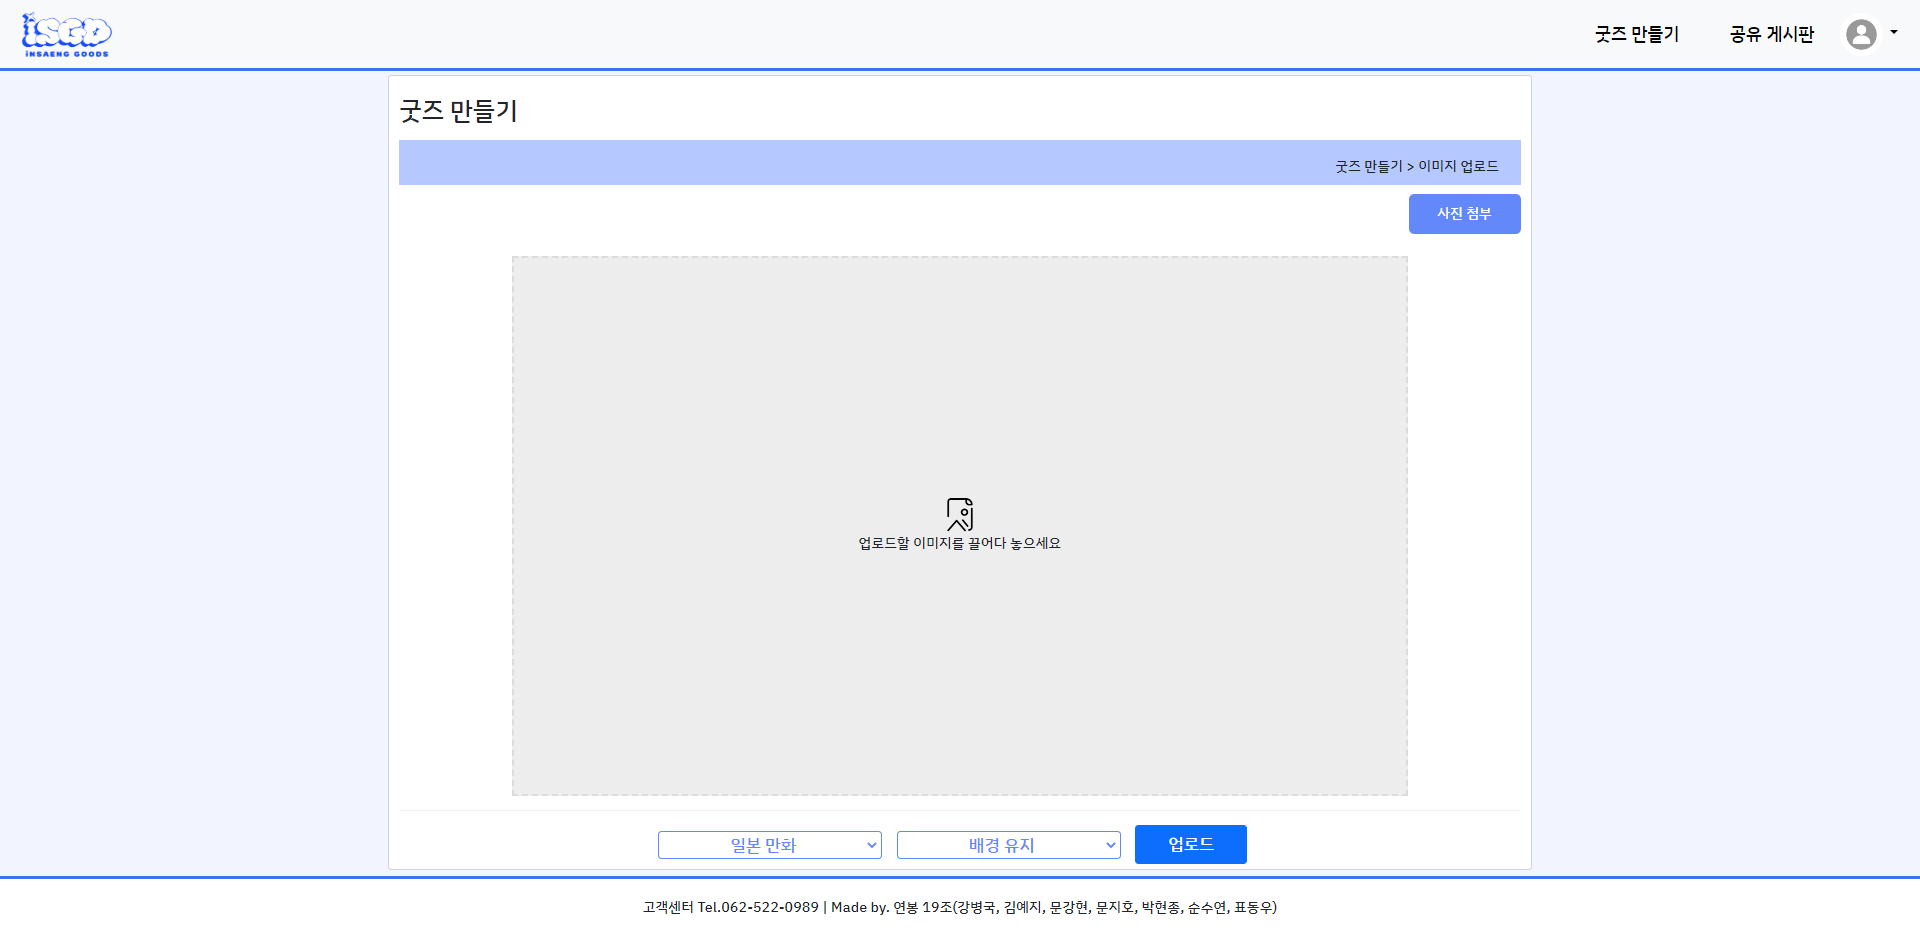 iSGD
iNSAENG GOODS
굿즈 만들기
공유 게시판
굿즈 만들기
굿즈 만들기 > 이미지 업로드
사진 첨부
업로드할 이미지를 끌어다 놓으세요
일본 만화
배경 유지
업로드
고객센터 Tel.062-522-0989 | Made by. 연봉 19조(강병국, 김예지, 문강현, 문지호, 박현종, 순수연, 표동우)